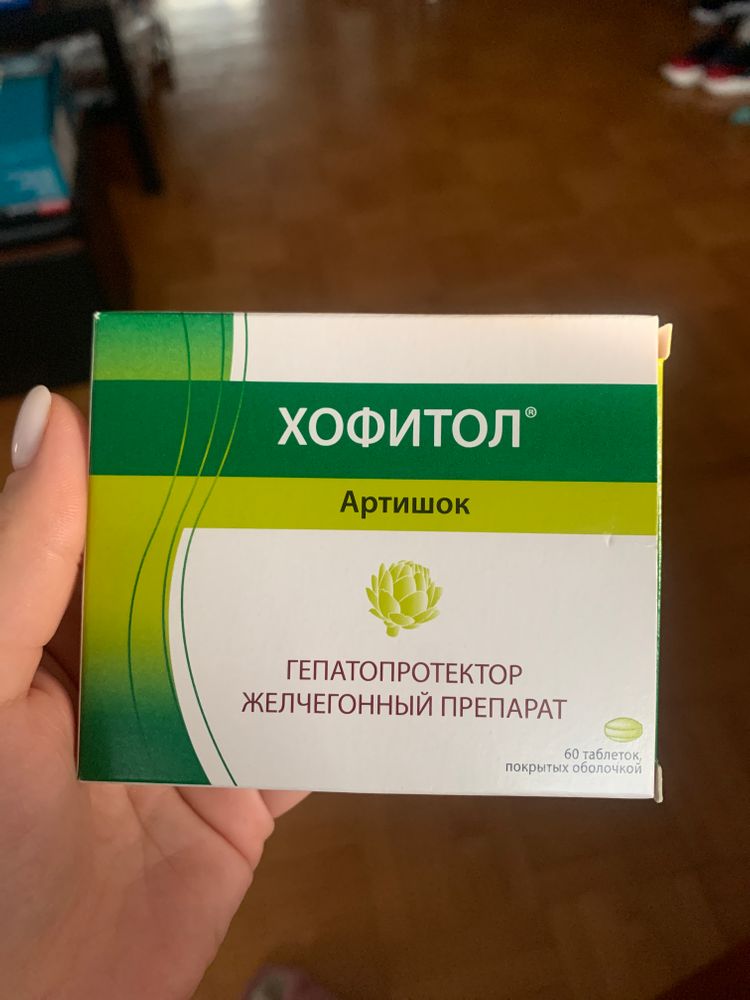 ХОФИТОЛ®
Артишок
ГЕПАТОПРОТЕКТОР
ЖЕЛЧЕГОННЫЙ ПРЕПАРАТ
60 таблеток,
покрытых оболочкой